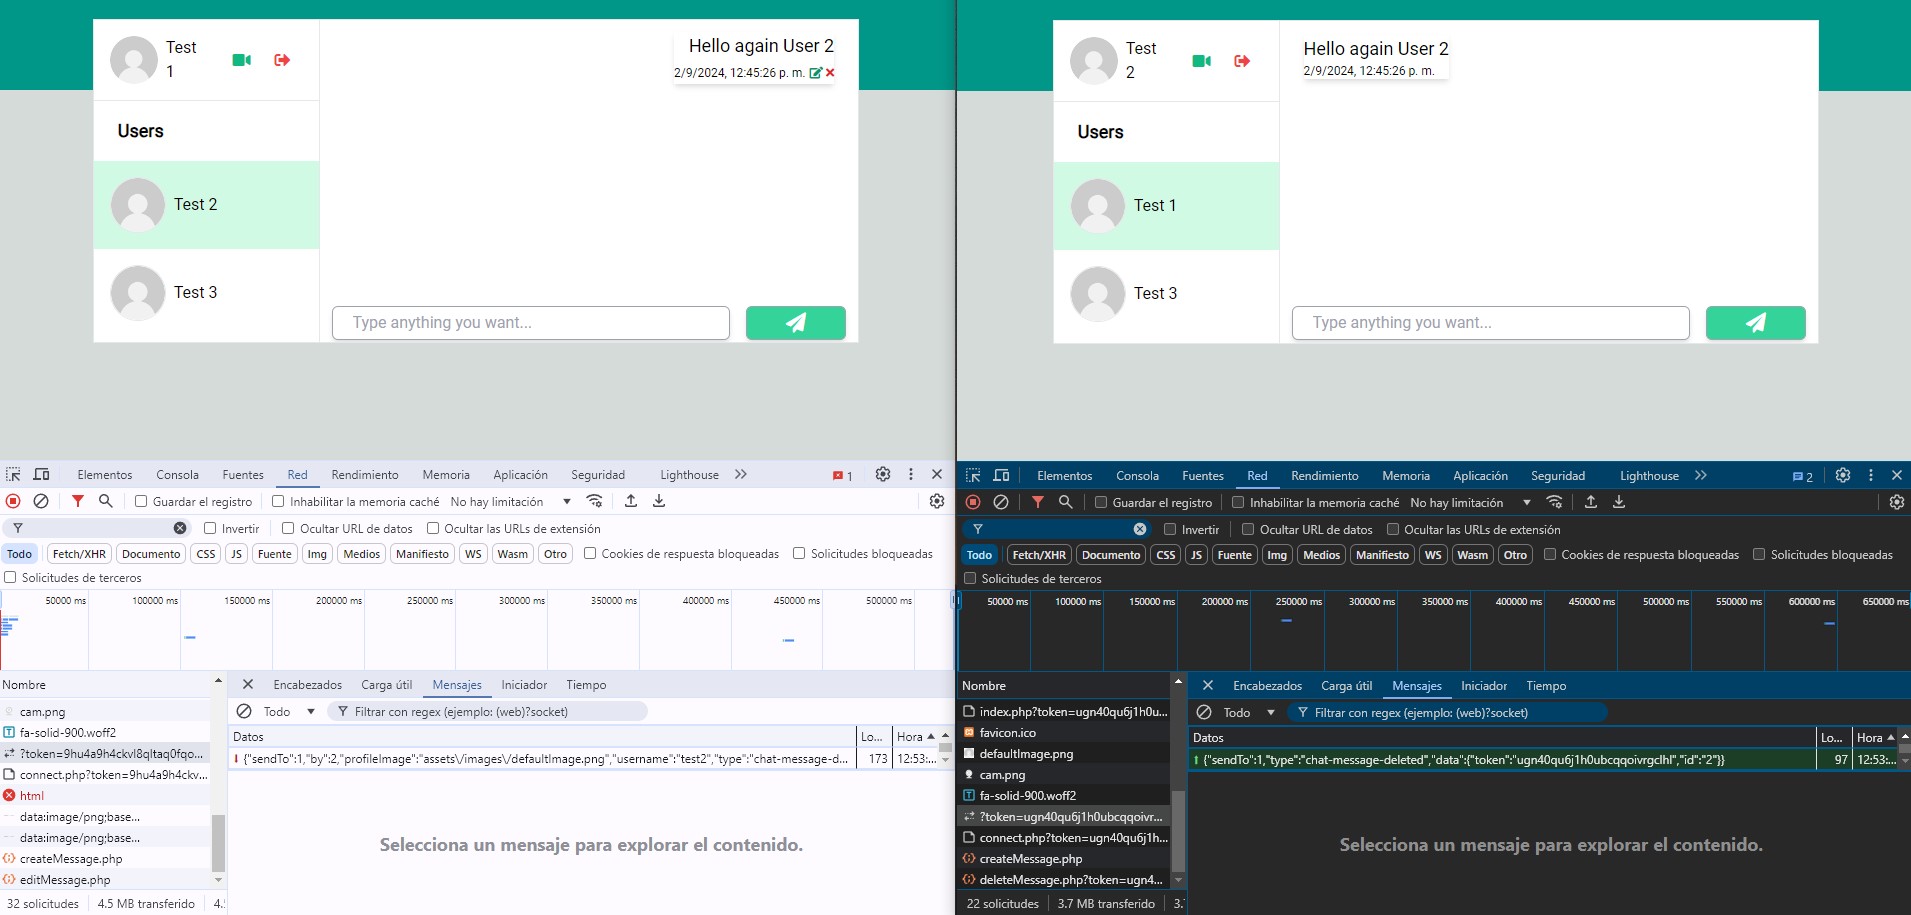 Test
1
Hello again User 2
2/9/2024, 12:45:26 p. m.
Users
Test 2
Test 3
Type anything you want...
Test
2
Hello again User 2
2/9/2024, 12:45:26 p. m.
Users
Test 1
Test 3
Type anything you want...
Elementos Consola Fuentes Red Rendimiento Memoria Aplicación Seguridad Lighthouse 1
Guardar el registro Inhabilitar la memoria caché No hay limitación
Invertir Ocultar URL de datos Ocultar las URLs de extensión
Todo Fetch/XHR Documento CSS JS Fuente Img Medios Manifiesto WS Wasm Otro Cookies de respuesta bloqueadas Solicitudes bloqueadas
Solicitudes de terceros
50000 ms 100000 ms 150000 ms 200000 ms 250000 ms 300000 ms 350000 ms 400000 ms 450000 ms 500000 ms
Nombre
cam.png
fa-solid-900.woff2
?token=9hu4a9h4ckvl8qltaq0fqo...
connect.php?token=9hu4a9h4ckv...
html
data:image/png;base...
data:image/png;base...
createMessage.php
editMessage.php
32 solicitudes 4.5 MB transferido 4.
Encabezados Carga útil Mensajes Iniciador Tiempo
Todo Filtrar con regex (ejemplo: (web)?socket)
Datos Lo... Hora
{"sendTo":1,"by":2,"profileImage":"assets\/images\/defaultImage.png","username":"test2","type":"chat-message-d... 173 12:53:...
Selecciona un mensaje para explorar el contenido.
Elementos Consola Fuentes Red Rendimiento Memoria Aplicación Seguridad Lighthouse 2
Guardar el registro Inhabilitar la memoria caché No hay limitación
Invertir Ocultar URL de datos Ocultar las URLs de extensión
Todo Fetch/XHR Documento CSS JS Fuente Img Medios Manifiesto WS Wasm Otro Cookies de respuesta bloqueadas Solicitudes bloqueadas
Solicitudes de terceros
50000 ms 100000 ms 150000 ms 200000 ms 250000 ms 300000 ms 350000 ms 400000 ms 450000 ms 500000 ms 550000 ms 600000 ms 650000 ms
Nombre
index.php?token=ugn40qu6j1h0u...
favicon.ico
defaultImage.png
cam.png
fa-solid-900.woff2
?token=ugn40qu6j1h0ubcqqoivr...
connect.php?token=ugn40qu6j1h...
createMessage.php
deleteMessage.php?token=ugn4...
22 solicitudes 3.7 MB transferido 3.
Encabezados Carga útil Mensajes Iniciador Tiempo
Todo Filtrar con regex (ejemplo: (web)?socket)
Datos Lo... Hora
{"sendTo":1,"type":"chat-message-deleted","data":{"token":"ugn40qu6j1h0ubcqqoivrgclhl","id":"2"}} 97 12:53:...
Selecciona un mensaje para explorar el contenido.